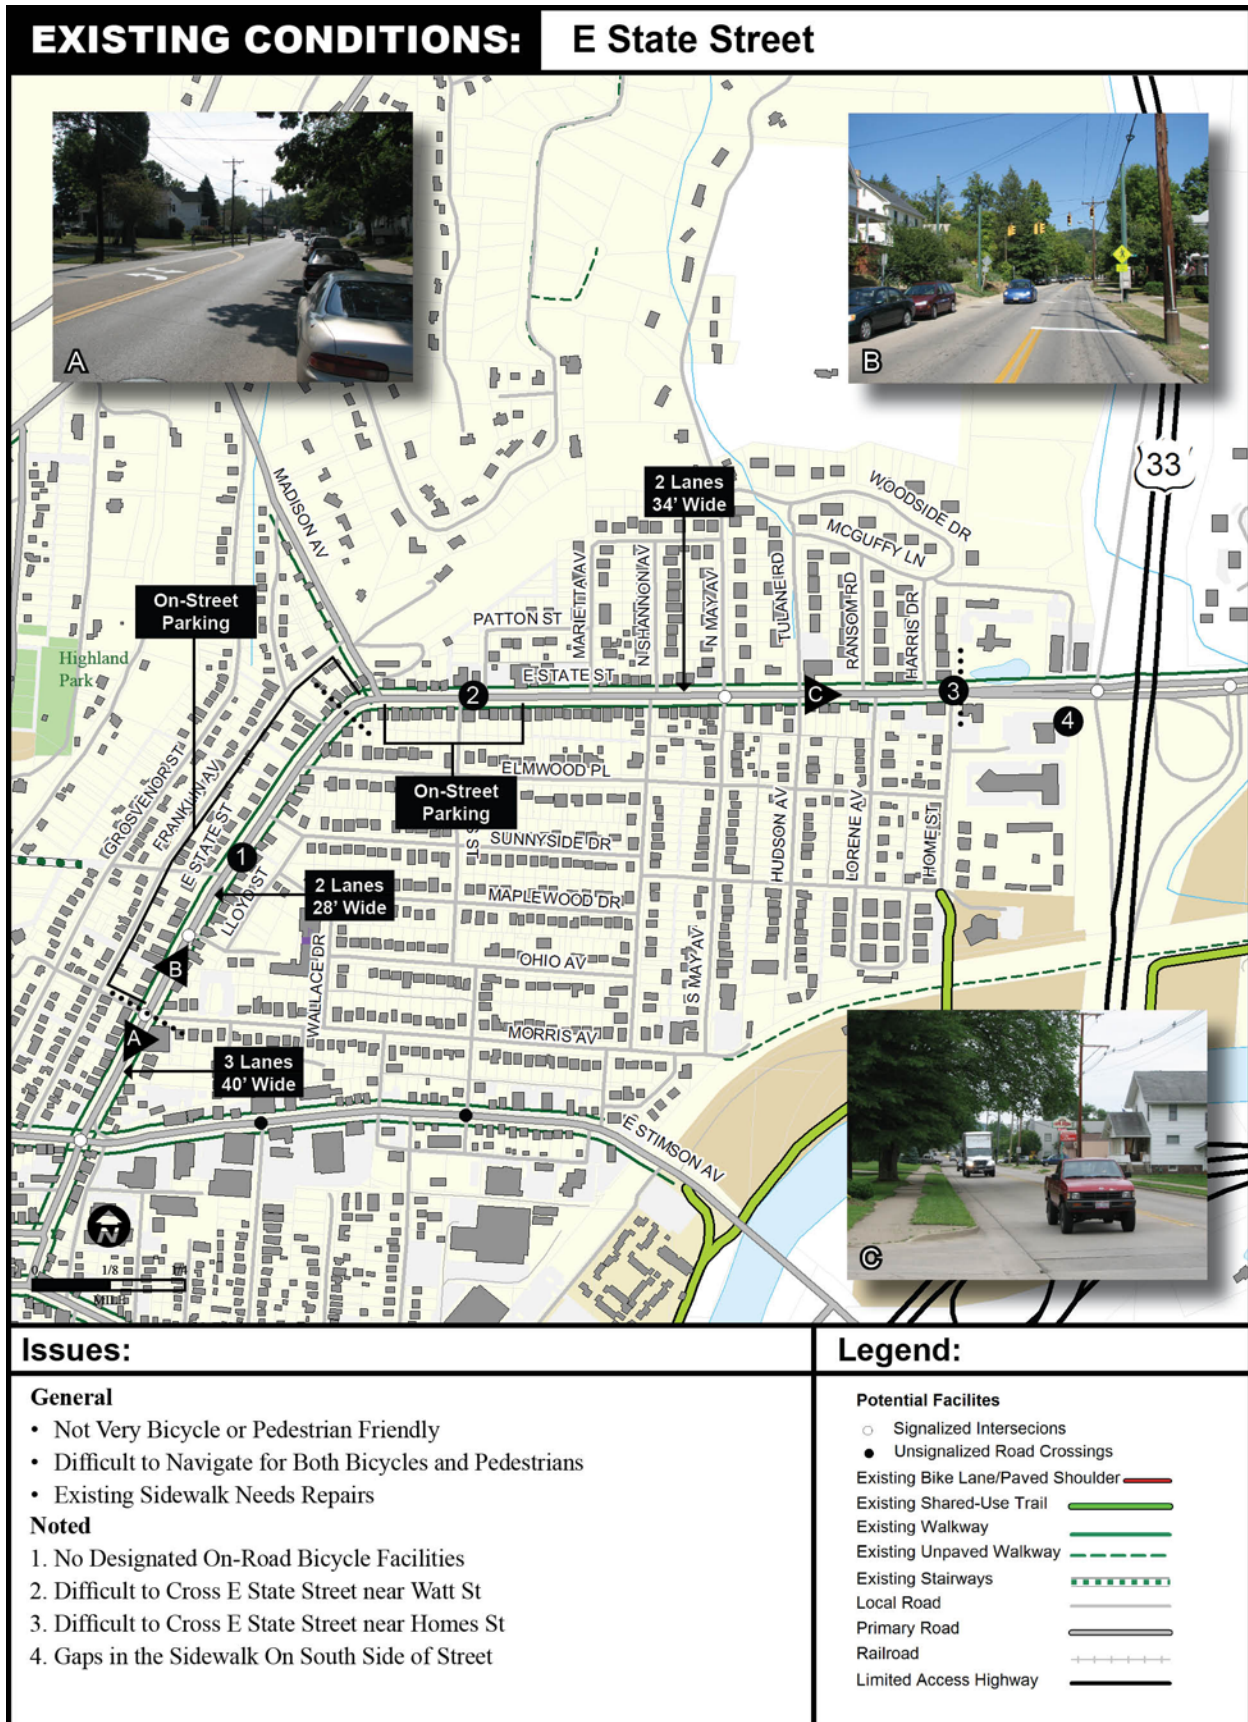 EXISTING CONDITIONS:
E State Street
A
B
33
MADISON AV
2 Lanes
34' Wide
WOODSIDE DR
MCGUFFY LN
On-Street
Parking
PATTON ST
MARIETTA AV
N SHANNON AV
N MAY AV
TULANE RD
RANSOM RD
HARRIS DR
Highland
Park
E STATE ST
2
C
3
4
GROSVENOR ST
FRANKLIN AV
E STATE ST
ELMWOOD PL
On-Street
Parking
ST
SUNNYSIDE DR
HUDSON AV
LORENE AV
HOME ST
1
2 Lanes
28' Wide
LLOYD ST
MAPLEWOOD DR
WALLACE DR
OHIO AV
S MAY AV
B
MORRIS AV
A
3 Lanes
40' Wide
E STIMSON AV
N
0
1/8
1/4
MILE
C
Issues:
General
• Not Very Bicycle or Pedestrian Friendly
• Difficult to Navigate for Both Bicycles and Pedestrians
• Existing Sidewalk Needs Repairs
Noted
1. No Designated On-Road Bicycle Facilities
2. Difficult to Cross E State Street near Watt St
3. Difficult to Cross E State Street near Homes St
4. Gaps in the Sidewalk On South Side of Street
Legend:
Potential Facilites
Signalized Intersecions
Unsignalized Road Crossings
Existing Bike Lane/Paved Shoulder
Existing Shared-Use Trail
Existing Walkway
Existing Unpaved Walkway
Existing Stairways
Local Road
Primary Road
Railroad
Limited Access Highway